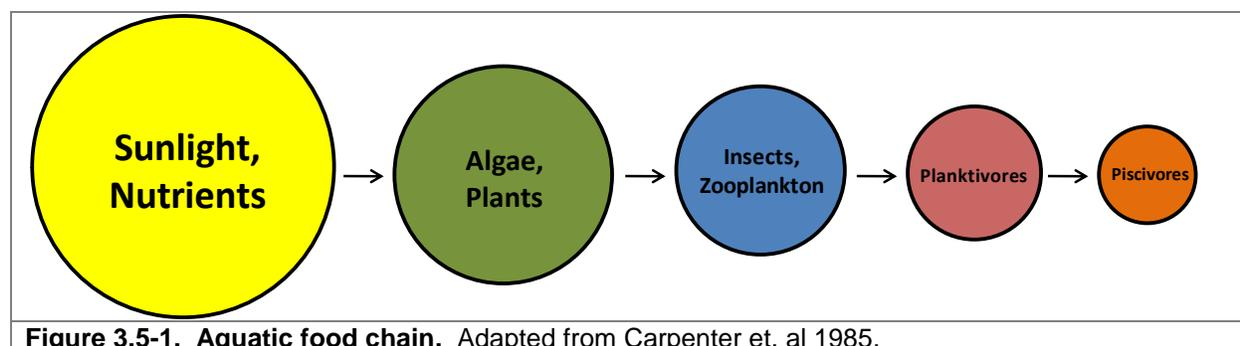 Sunlight,
Nutrients
Algae,
Plants
Insects,
Zooplankton
Planktivores
Piscivores
Figure 3.5-1. Aquatic food chain. Adapted from Carpenter et. al 1985.